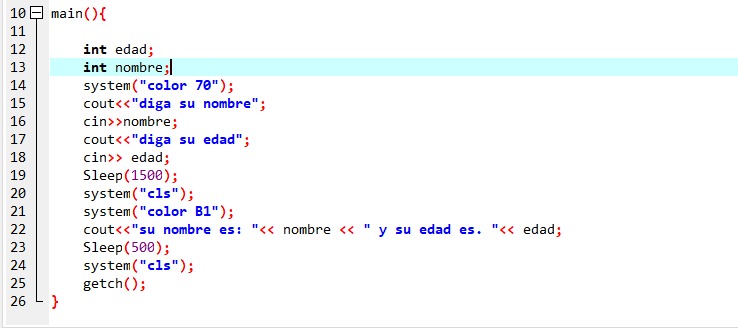 10 main(){
11
12 int edad;
13 int nombre;
14 system("color 70");
15 cout<<"diga su nombre";
16 cin>>nombre;
17 cout<<"diga su edad";
18 cin>> edad;
19 Sleep(1500);
20 system("cls");
21 system("color B1");
22 cout<<"su nombre es: "<< nombre << " y su edad es. "<< edad;
23 Sleep(500);
24 system("cls");
25 getch();
26 }